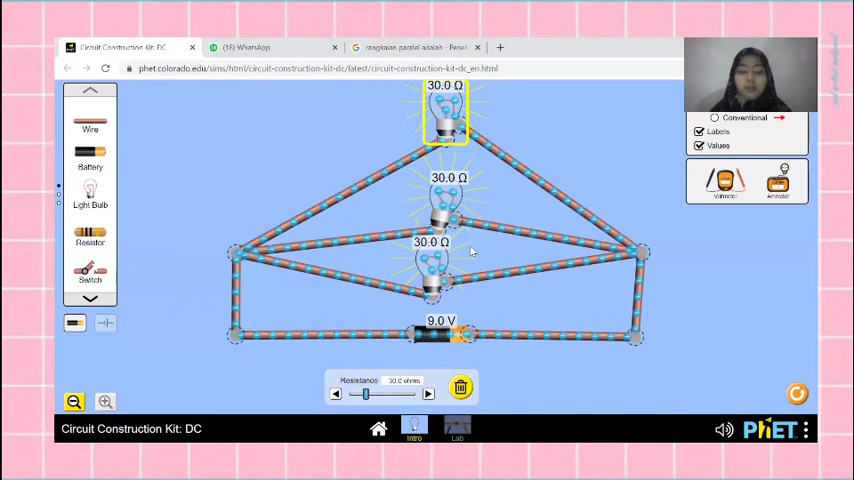 Circuit Construction Kit: DC
(18) WhatsApp
rangkaian paralel adalah - Penel
phet.colorado.edu/sims/html/circuit-construction-kit-dc/latest/circuit-construction-kit-dc_en.html
30.0 Ω
Conventional
Labels
Values
Wire
Battery
Light Bulb
Resistor
Switch
30.0 Ω
30.0 Ω
9.0 V
Voltmeter
Ammeter
Resistance
30.0 ohms
Circuit Construction Kit: DC
Intro
Lab
PhET